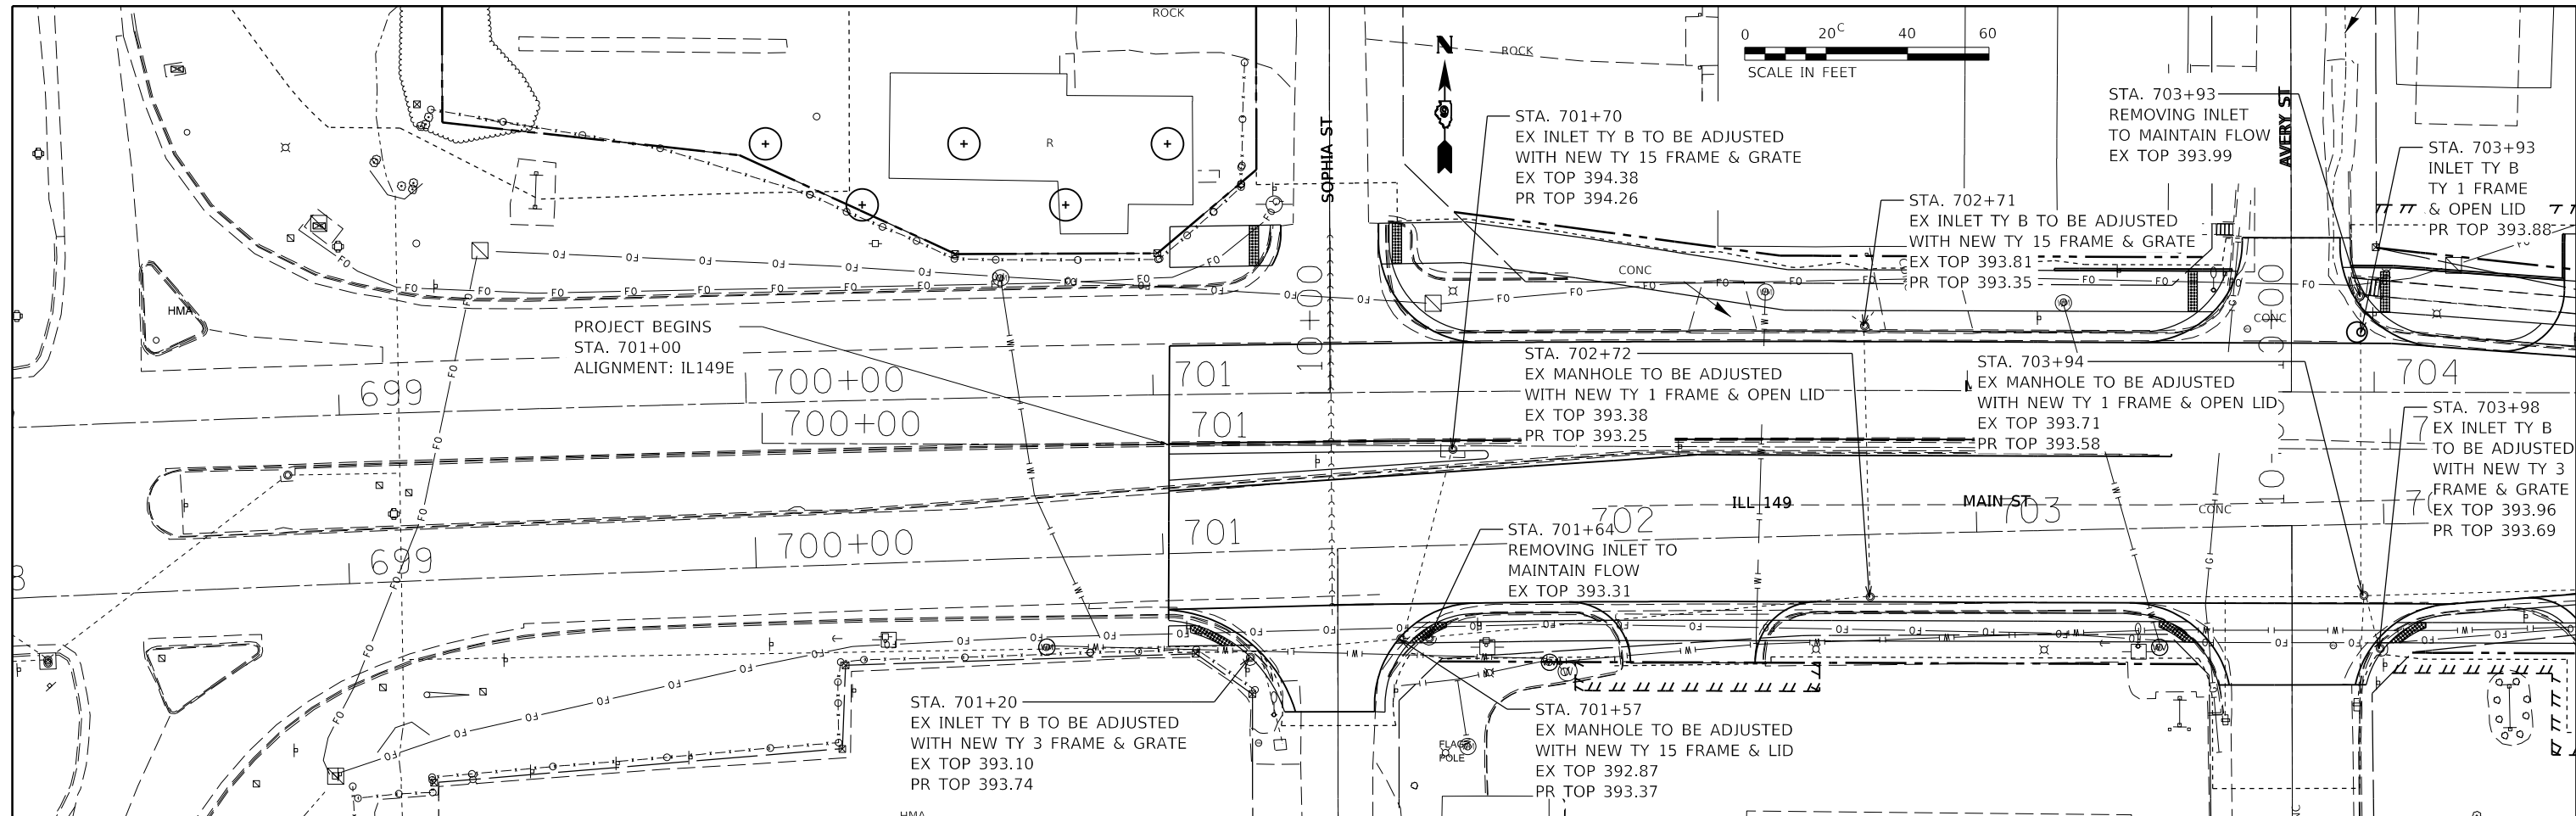 ROCK
ROCK
N
0 20 40 60
C
SCALE IN FEET
STA. 701+70
EX INLET TY B TO BE ADJUSTED
WITH NEW TY 15 FRAME & GRATE
EX TOP 394.38
PR TOP 394.26
STA. 703+93
REMOVING INLET
TO MAINTAIN FLOW
EX TOP 393.99
AVERY ST
STA. 703+93
INLET TY B
TY 1 FRAME
& OPEN LID
PR TOP 393.88
SOPHIA ST
R
STA. 702+71
EX INLET TY B TO BE ADJUSTED
WITH NEW TY 15 FRAME & GRATE
EX TOP 393.81
PR TOP 393.35
CONC
CONC
HMA
10+00
PROJECT BEGINS
STA. 701+00
ALIGNMENT: IL149E
STA. 702+72
EX MANHOLE TO BE ADJUSTED
WITH NEW TY 1 FRAME & OPEN LID
EX TOP 393.38
PR TOP 393.25
STA. 703+94
EX MANHOLE TO BE ADJUSTED
WITH NEW TY 1 FRAME & OPEN LID
EX TOP 393.71
PR TOP 393.58
STA. 703+98
EX INLET TY B
TO BE ADJUSTED
WITH NEW TY 3
FRAME & GRATE
EX TOP 393.96
PR TOP 393.69
699
700+00
701
704
700+00
701
ILL 149
MAIN ST
702
703
CONC
699
700+00
701
STA. 701+64
REMOVING INLET TO
MAINTAIN FLOW
EX TOP 393.31
STA. 701+20
EX INLET TY B TO BE ADJUSTED
WITH NEW TY 3 FRAME & GRATE
EX TOP 393.10
PR TOP 393.74
STA. 701+57
EX MANHOLE TO BE ADJUSTED
WITH NEW TY 15 FRAME & LID
EX TOP 392.87
PR TOP 393.37
FLAG
POLE
HMA